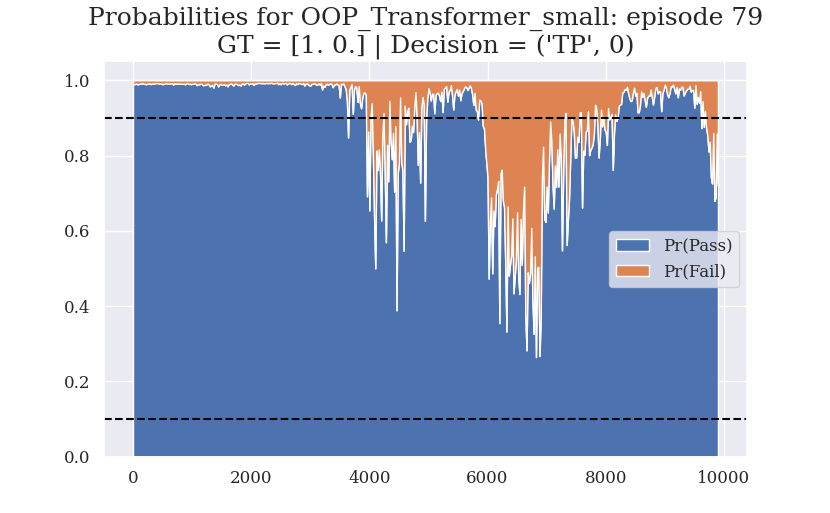 Probabilities for OOP_Transformer_small: episode 79
GT = [1. 0.] | Decision = ('TP', 0)
1.0
0.8
0.6
0.4
0.2
0.0
Pr(Pass)
Pr(Fail)
0 2000 4000 6000 8000 10000